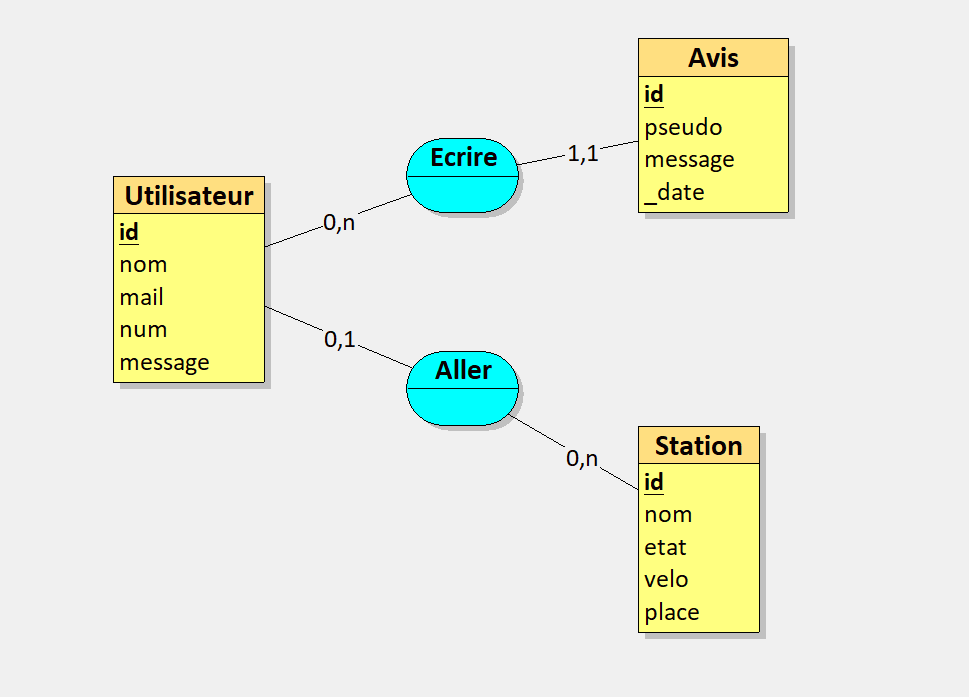 Avis
id
pseudo
message
_date
Ecrire
1,1
Utilisateur
id
nom
mail
num
message
0,n
0,1
Aller
0,n
Station
id
nom
etat
velo
place